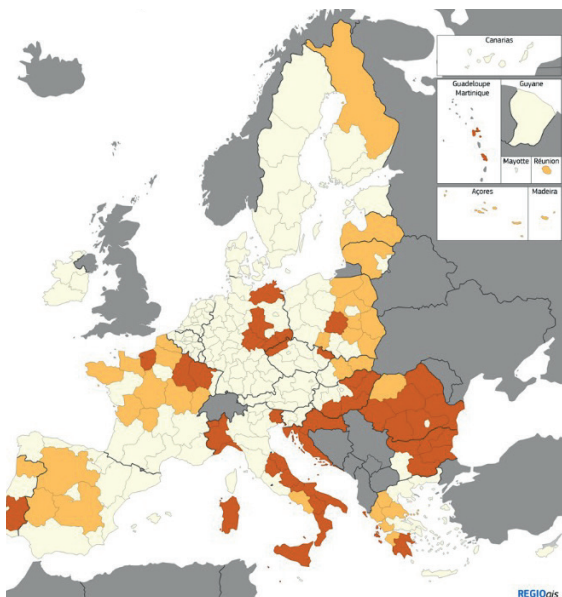 Canarias
Guadeloupe
Martinique
Guyane
Mayotte
Réunion
Açores
Madeira
REGIOgis